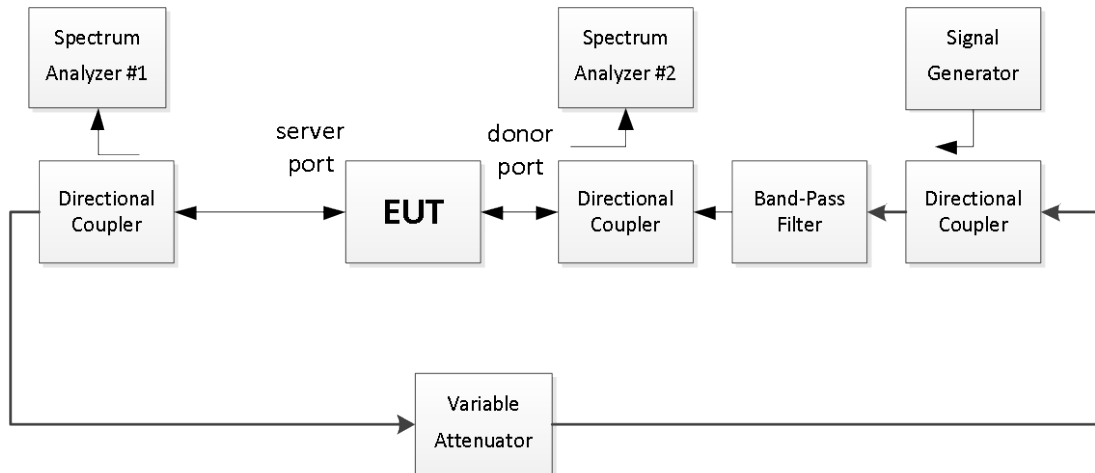 Spectrum
Analyzer #1
Spectrum
Analyzer #2
Signal
Generator
server
port
donor
port
Directional
Coupler
EUT
Directional
Coupler
Band-Pass
Filter
Directional
Coupler
Variable
Attenuator